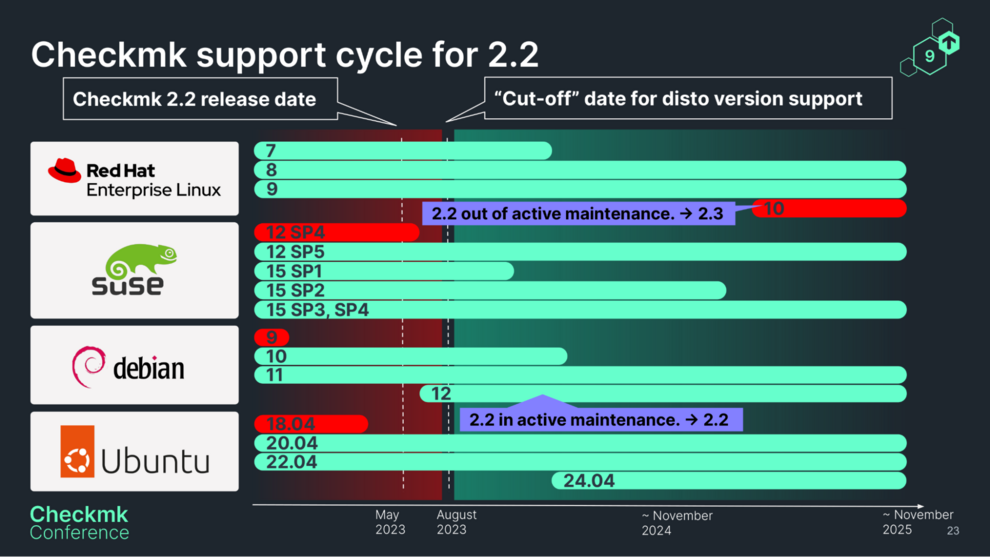 Checkmk support cycle for 2.2
9
Checkmk 2.2 release date
“Cut-off” date for disto version support
Red Hat
Enterprise Linux
7
8
9
10
2.2 out of active maintenance. → 2.3
SUSE
12 SP4
12 SP5
15 SP1
15 SP2
15 SP3, SP4
debian
9
10
11
12
2.2 in active maintenance. → 2.2
Ubuntu
18.04
20.04
22.04
24.04
Checkmk
Conference
May
2023
August
2023
~ November
2024
~ November
2025
23